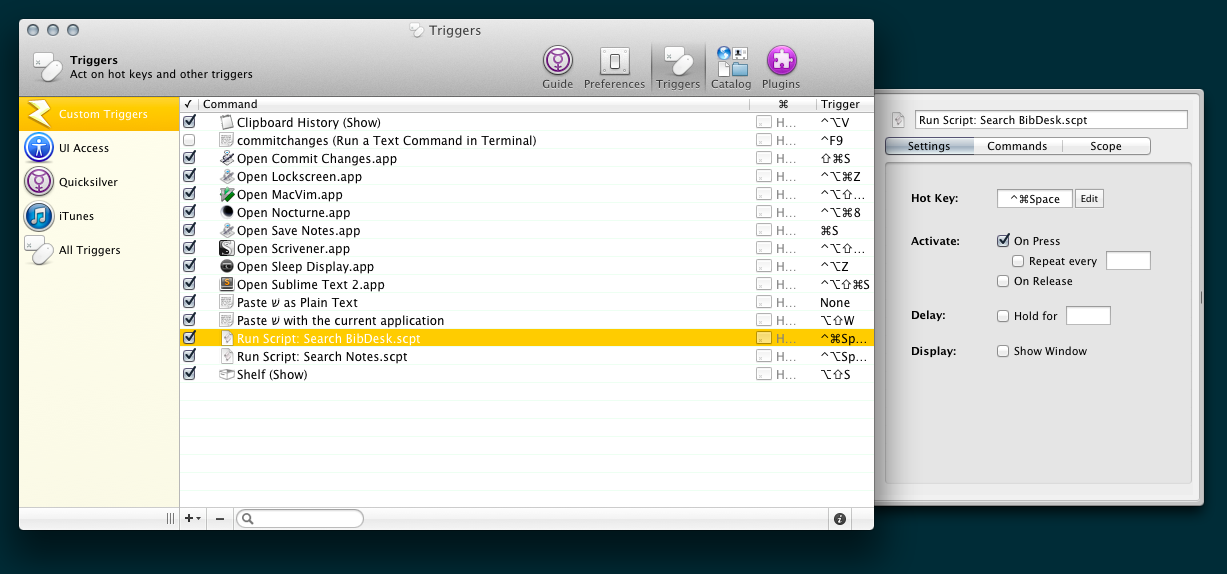 Triggers
Triggers
Act on hot keys and other triggers
Guide
Preferences
Triggers
Catalog
Plugins
Custom Triggers
UI Access
Quicksilver
iTunes
All Triggers
✓ Command ⌘ Trigger
Clipboard History (Show) H... ^⌥V
commitchanges (Run a Text Command in Terminal) H... ^F9
Open Commit Changes.app H... ⇧⌘S
Open Lockscreen.app H... ^⌥⌘Z
Open MacVim.app H... ^⌥⇧...
Open Nocturne.app H... ^⌥⌘8
Open Save Notes.app H... ⌘S
Open Scrivener.app H... ^⌥⇧...
Open Sleep Display.app H... ^⌥Z
Open Sublime Text 2.app H... ^⌥⇧⌘S
Paste ש as Plain Text H... None
Paste ש with the current application H... ⌥⇧W
Run Script: Search BibDesk.scpt H... ^⌘Sp...
Run Script: Search Notes.scpt H... ^⌥Sp...
Shelf (Show) H... ⌥⇧S
Run Script: Search BibDesk.scpt
Settings Commands Scope
Hot Key: ^⌘Space Edit
Activate: On Press
Repeat every
On Release
Delay: Hold for
Display: Show Window